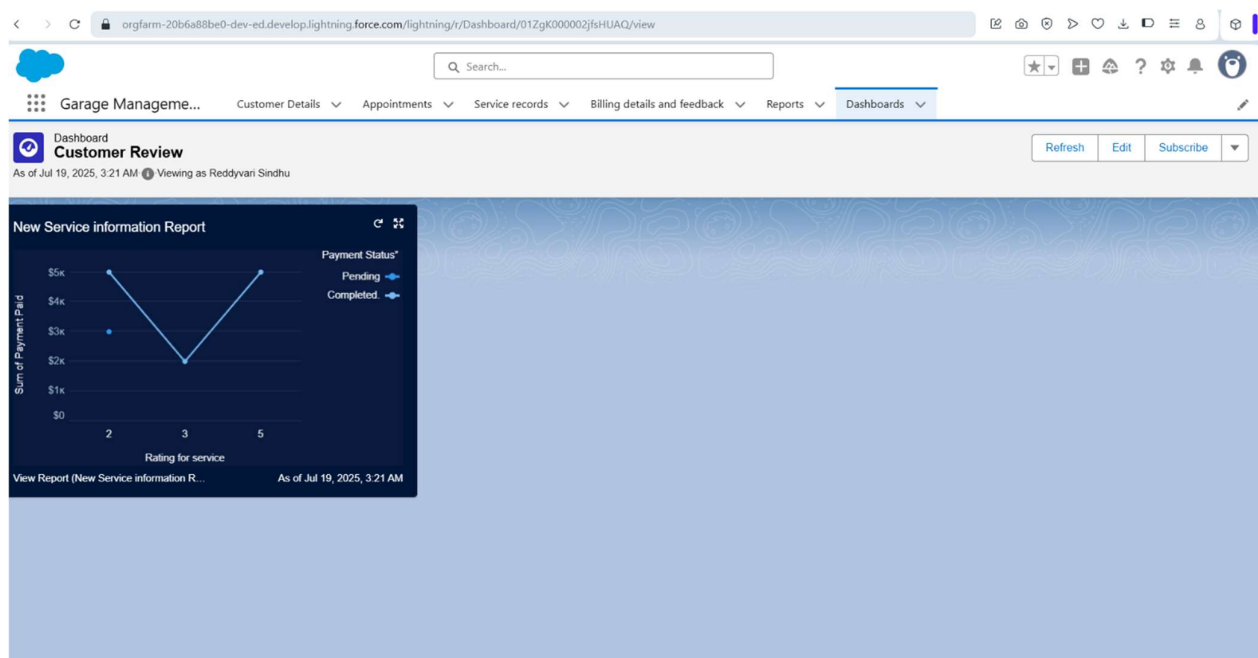 orgfarm-20b6a88be0-dev-ed.develop.lightning.force.com/lightning/r/Dashboard/01ZgK000002jfsHUAQ/view
Search...
Garage Manageme... Customer Details Appointments Service records Billing details and feedback Reports Dashboards
Dashboard
Customer Review
As of Jul 19, 2025, 3:21 AM Viewing as Reddyvari Sindhu
Refresh Edit Subscribe
New Service information Report
Payment Status*
Pending
Completed.
Sum of Payment Paid
$5K
$4K
$3K
$2K
$1K
$0
2 3 5
Rating for service
View Report (New Service information R... As of Jul 19, 2025, 3:21 AM